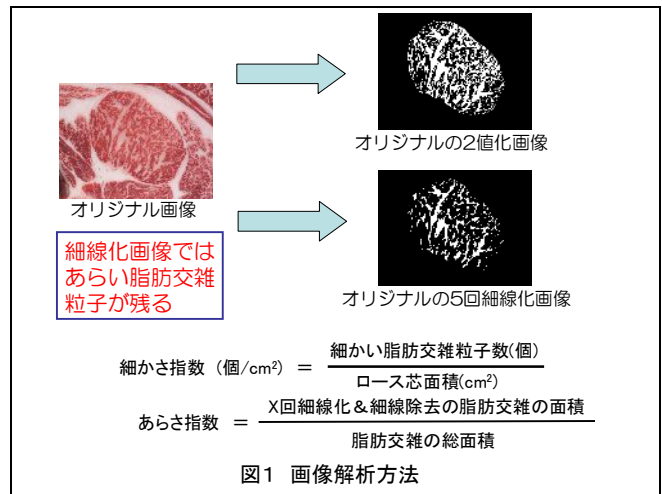 オリジナルの2値化画像
オリジナル画像
細線化画像では
あらい脂肪交雑
粒子が残る
オリジナルの5回細線化画像
細かさ指数（個/cm²） ＝ 細かい脂肪交雑粒子数(個)
ロース芯面積(cm²)
あらさ指数 ＝ X回細線化＆細線除去の脂肪交雑の面積
脂肪交雑の総面積
図1 画像解析方法